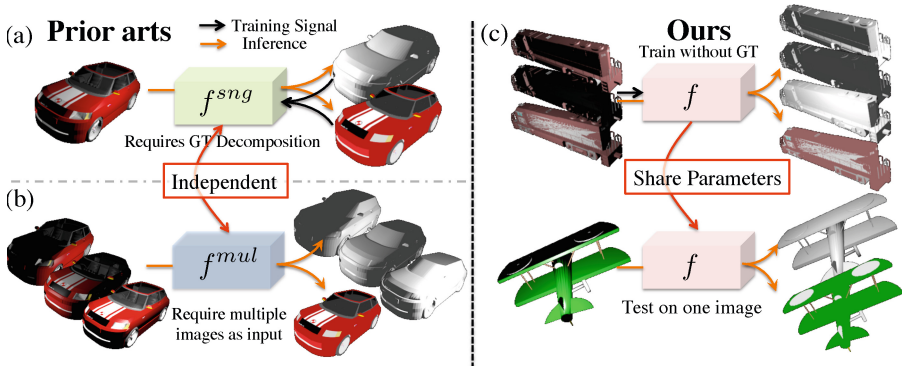 (a) Prior arts
Training Signal
Inference
f^{sng}
Requires GT Decomposition
Independent
(b)
f^{mul}
Require multiple
images as input
(c) Ours
Train without GT
f
Share Parameters
f
Test on one image